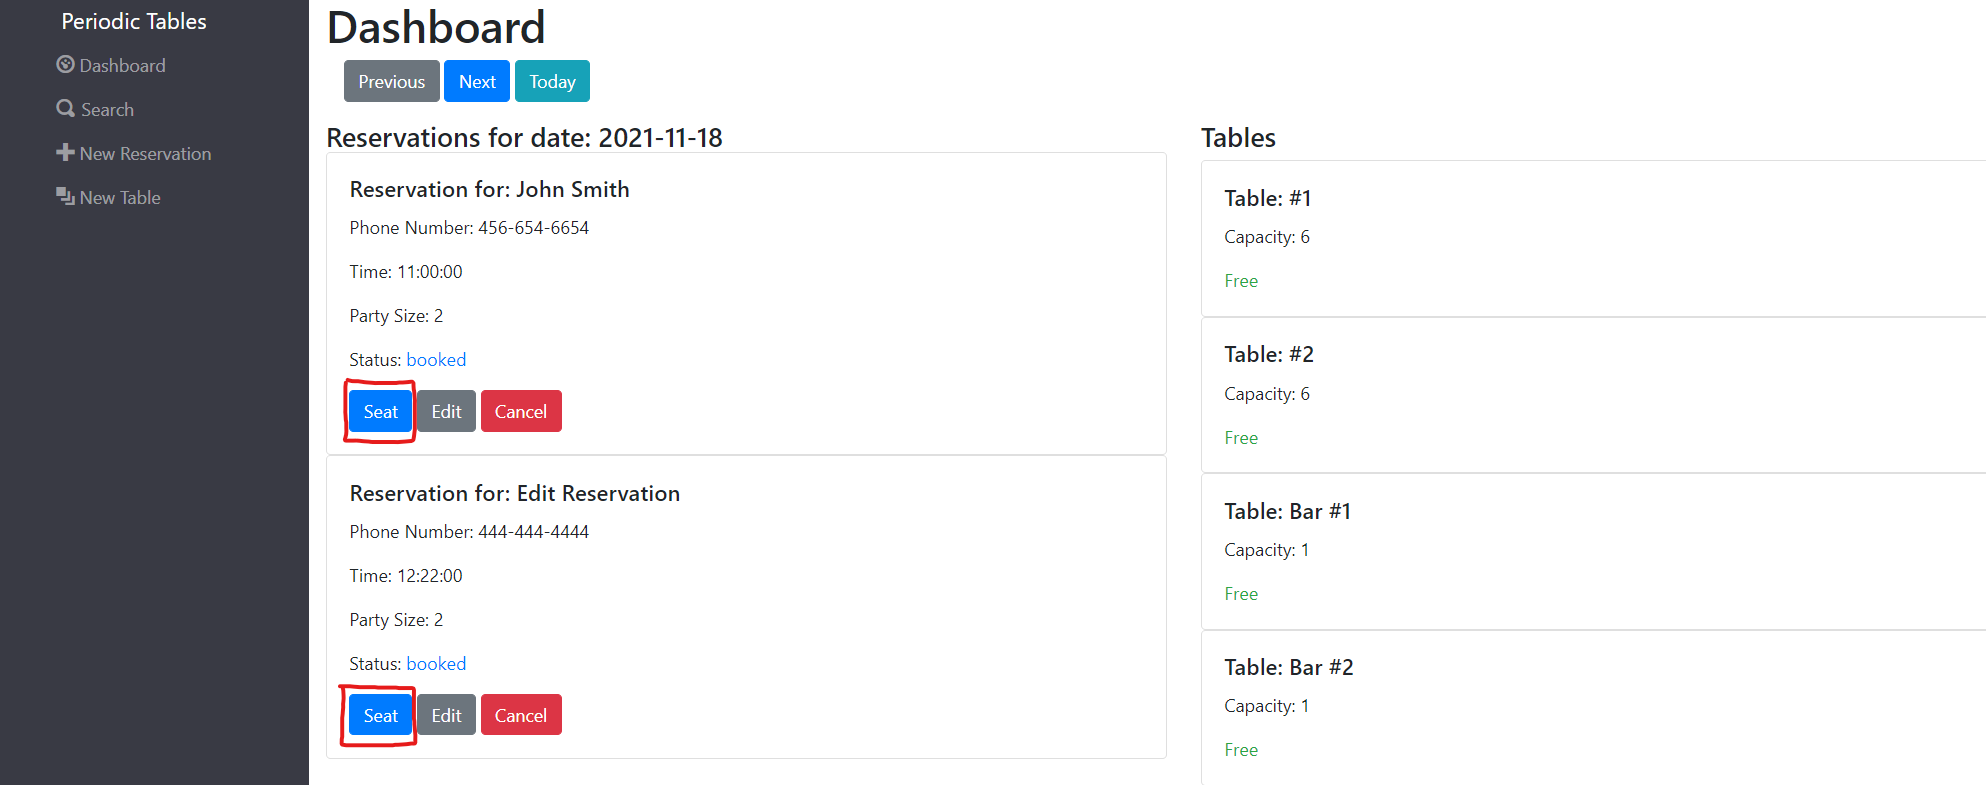 Periodic Tables
Dashboard
Search
New Reservation
New Table
Dashboard
Previous Next Today
Reservations for date: 2021-11-18
Reservation for: John Smith
Phone Number: 456-654-6654
Time: 11:00:00
Party Size: 2
Status: booked
Seat Edit Cancel
Reservation for: Edit Reservation
Phone Number: 444-444-4444
Time: 12:22:00
Party Size: 2
Status: booked
Seat Edit Cancel
Tables
Table: #1
Capacity: 6
Free
Table: #2
Capacity: 6
Free
Table: Bar #1
Capacity: 1
Free
Table: Bar #2
Capacity: 1
Free